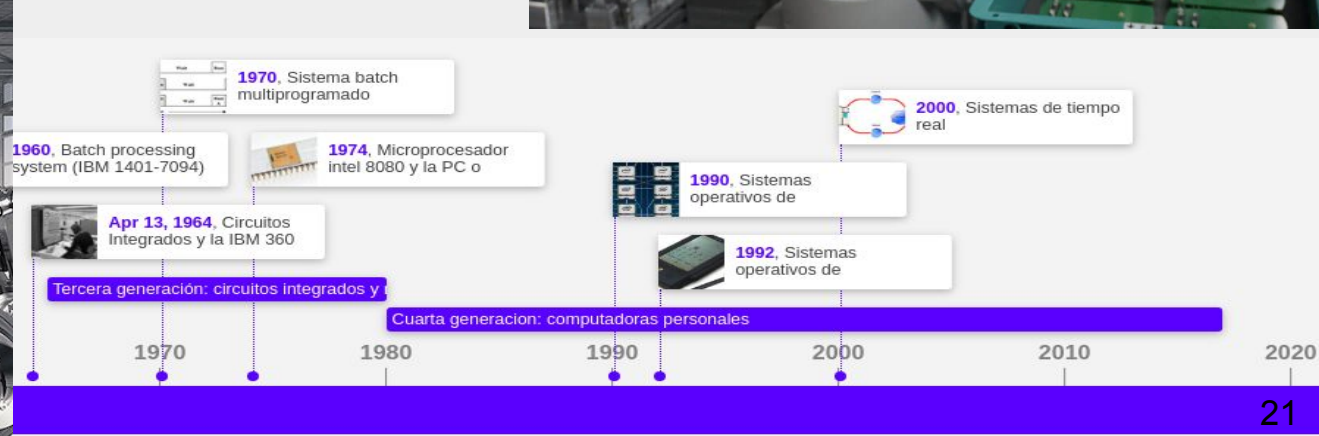 1970, Sistema batch
multiprogramado
2000, Sistemas de tiempo
real
1960, Batch processing
system (IBM 1401-7094)
1974, Microprocesador
intel 8080 y la PC o
1990, Sistemas
operativos de
Apr 13, 1964, Circuitos
Integrados y la IBM 360
1992, Sistemas
operativos de
Tercera generación: circuitos integrados y
Cuarta generacion: computadoras personales
1970 1980 1990 2000 2010 2020
21